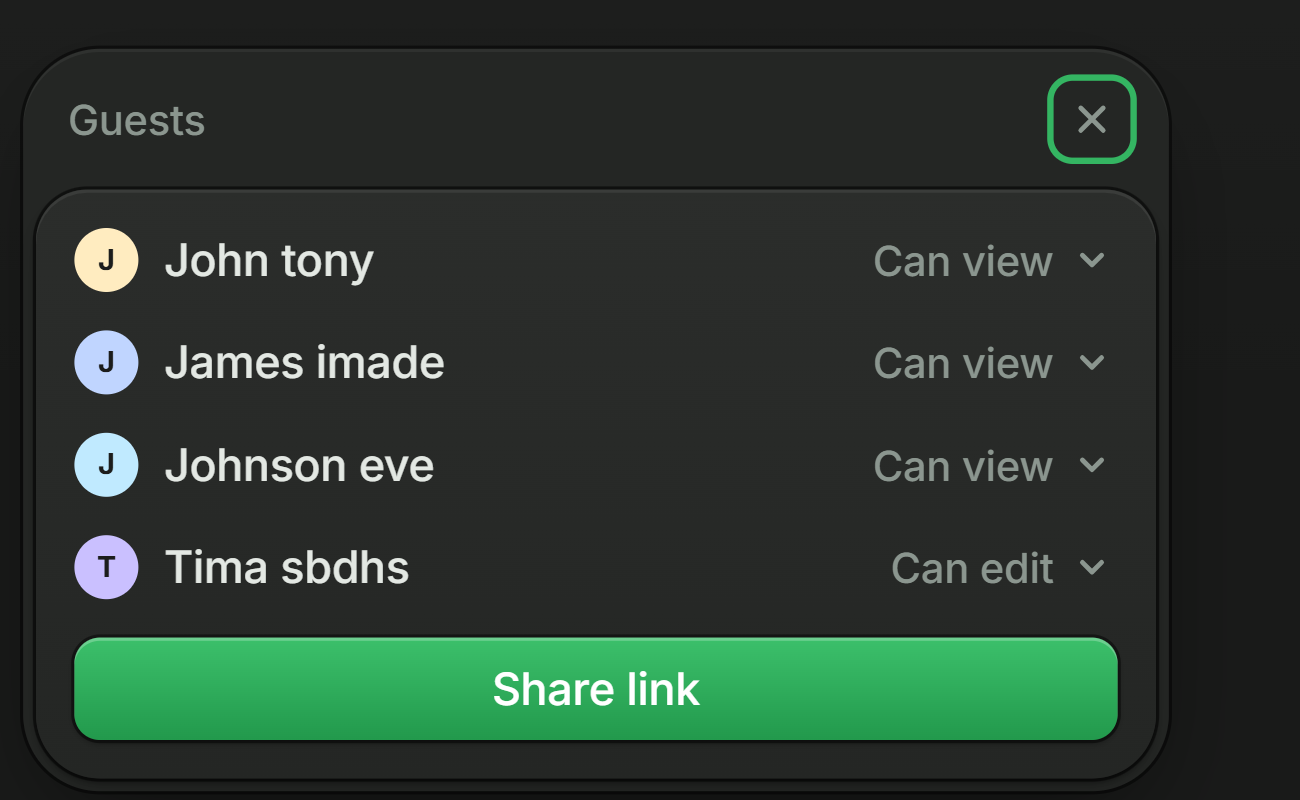 Guests
J John tony Can view
J James imade Can view
J Johnson eve Can view
T Tima sbdhs Can edit
Share link